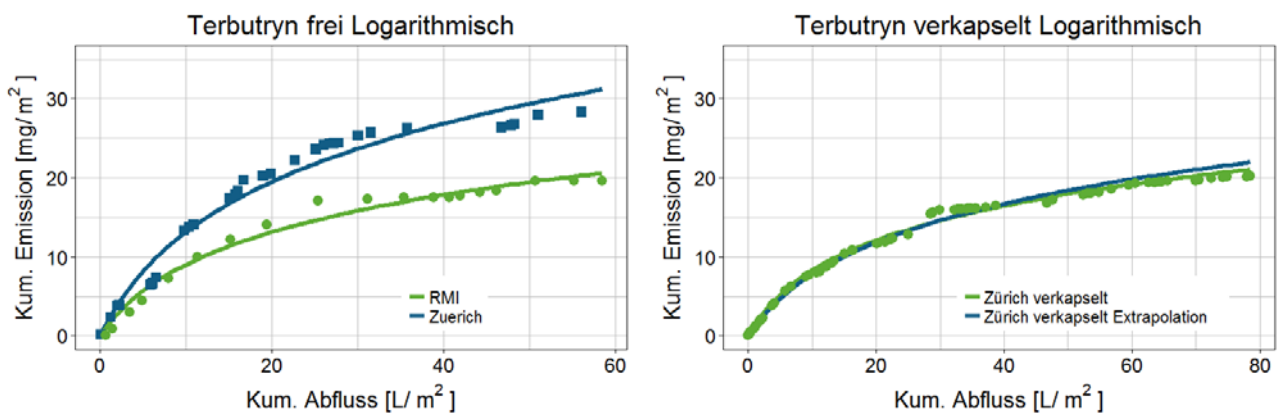 Terbutryn frei Logarithmisch
Kum. Emission [mg/ m²]
30
20
10
0
RMI
Zuerich
0 20 40 60
Kum. Abfluss [L/ m² ]
Terbutryn verkapselt Logarithmisch
Kum. Emission [mg/ m²]
30
20
10
0
Zürich verkapselt
Zürich verkapselt Extrapolation
0 20 40 60 80
Kum. Abfluss [L/ m² ]